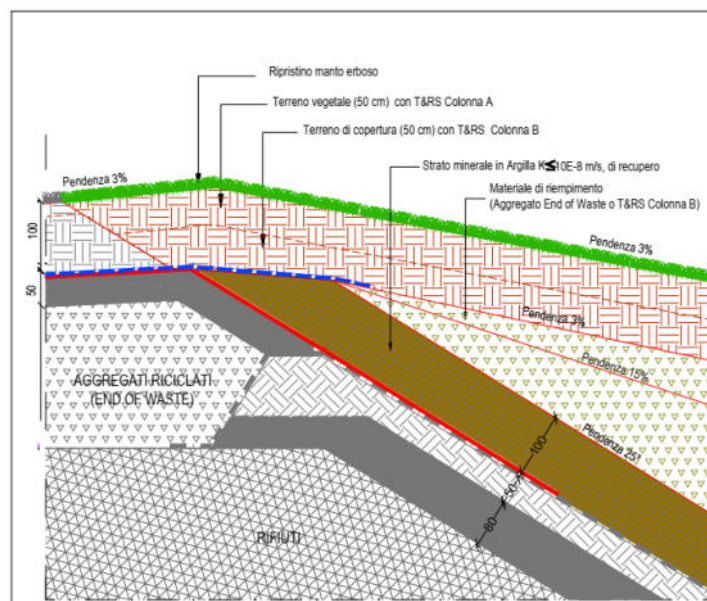 Ripristino manto erboso
Terreno vegetale (50 cm) con T&RS Colonna A
Terreno di copertura (50 cm) con T&RS Colonna B
Strato minerale in Argilla K≤10E-8 m/s, di recupero
Materiale di riempimento
(Aggregato End of Waste o T&RS Colonna B)
Pendenza 3%
Pendenza 3%
100
50
Pendenza 3%
Pendenza 15%
AGGREGATI RICICLATI
(END OF WASTE)
Pendenza 25°
100
50
80
RIFIUTI